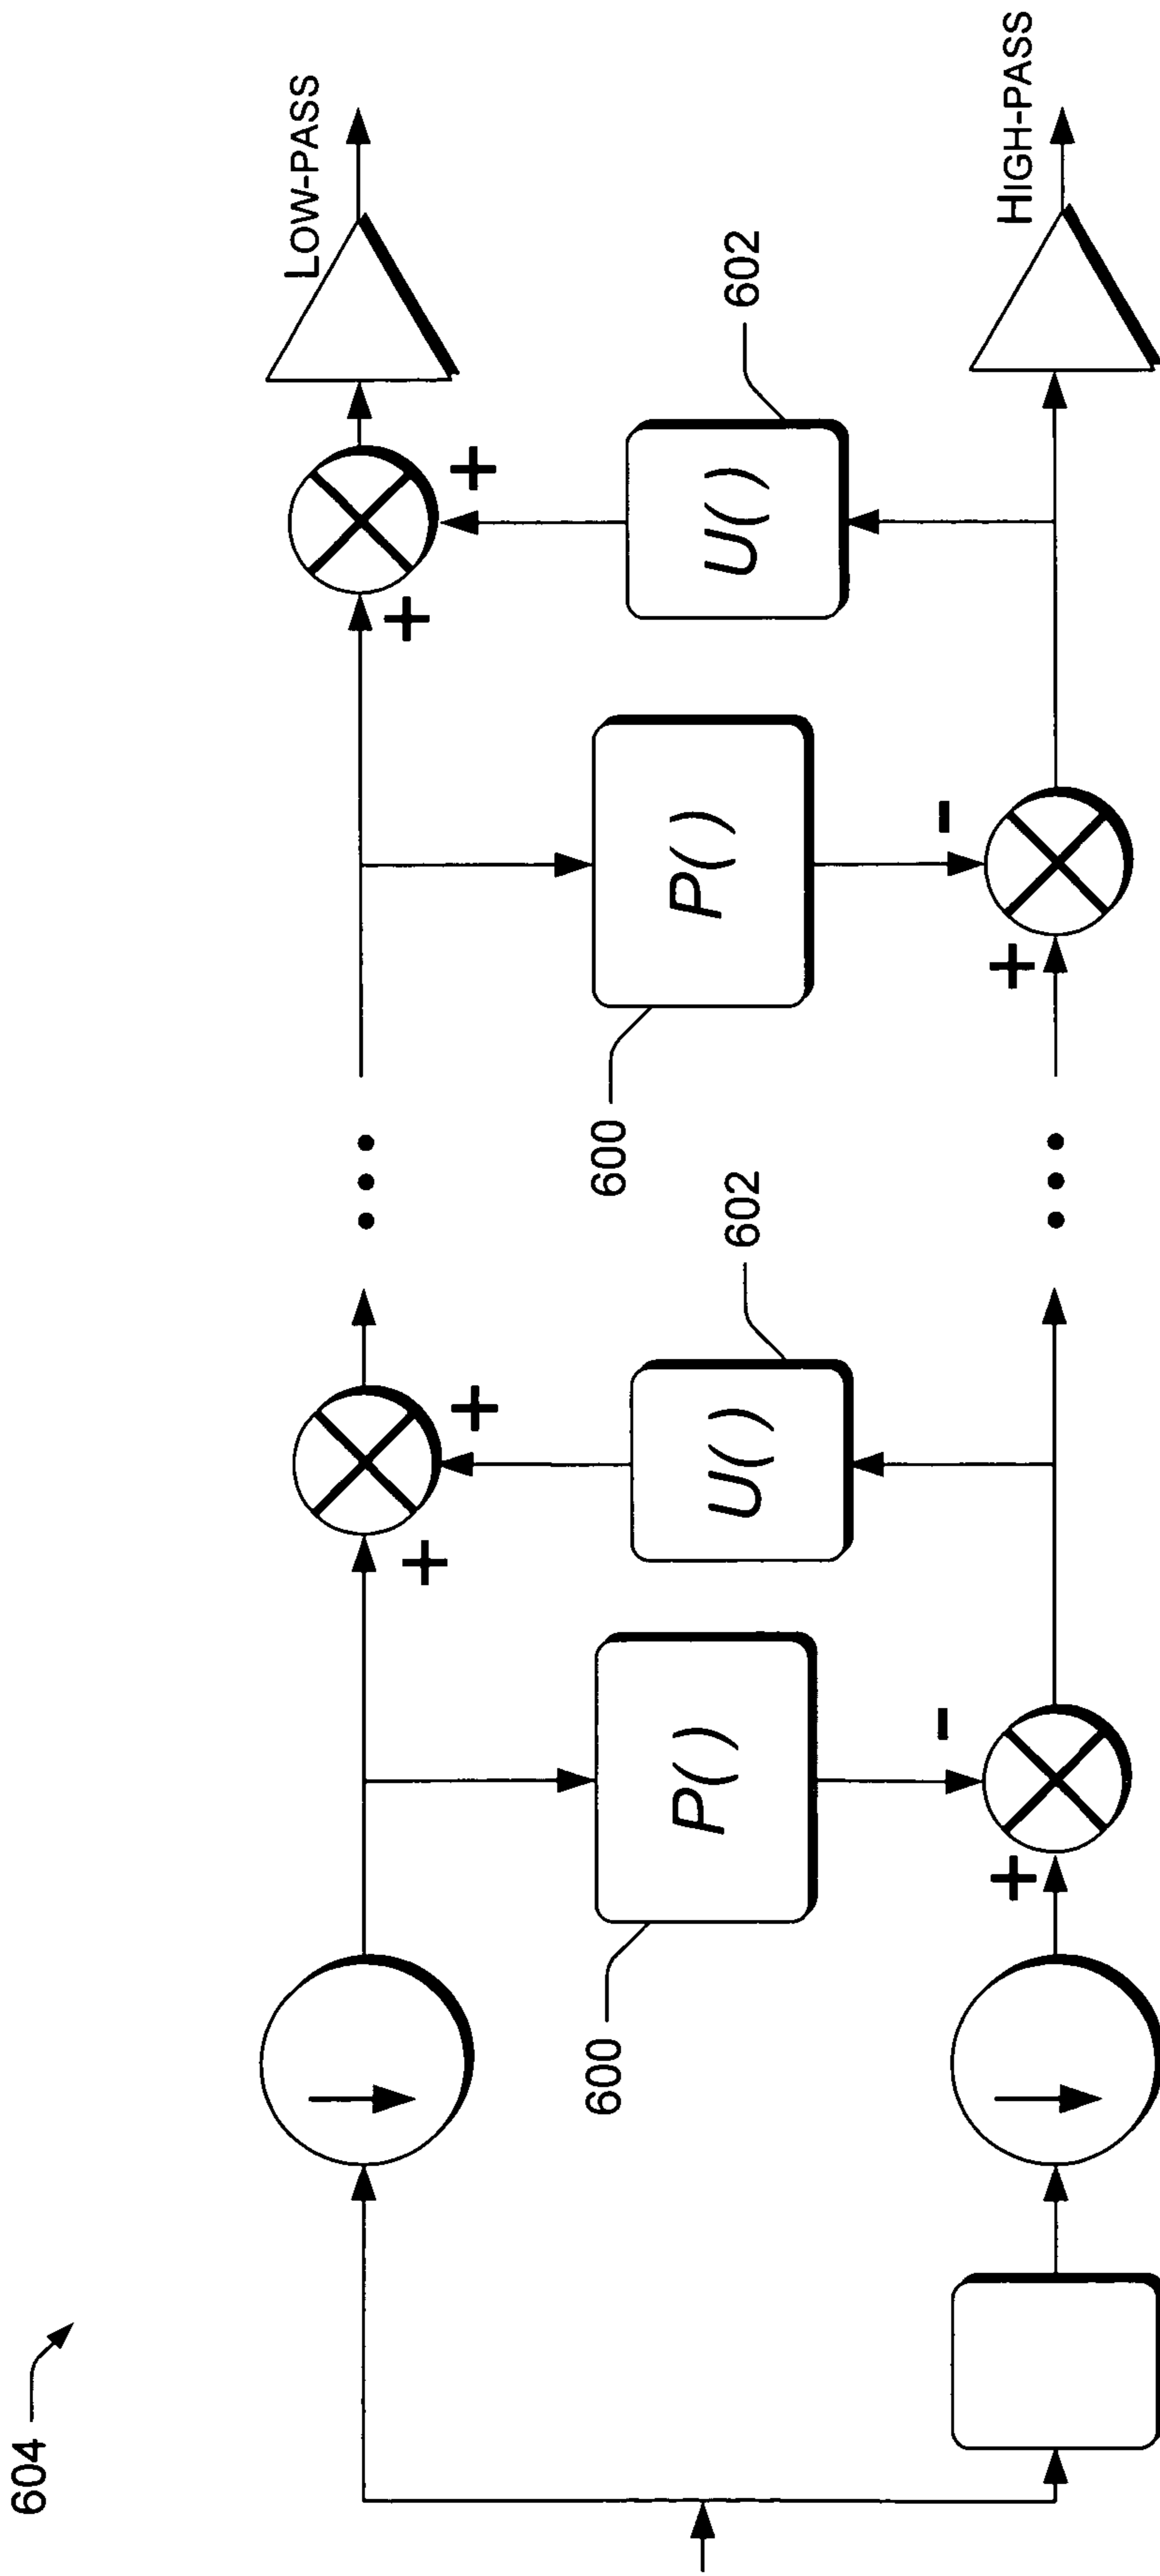 604
LOW-PASS
+
+
+
+
602
602
U( )
U( )
600
600
P( )
P( )
-
-
+
+
HIGH-PASS